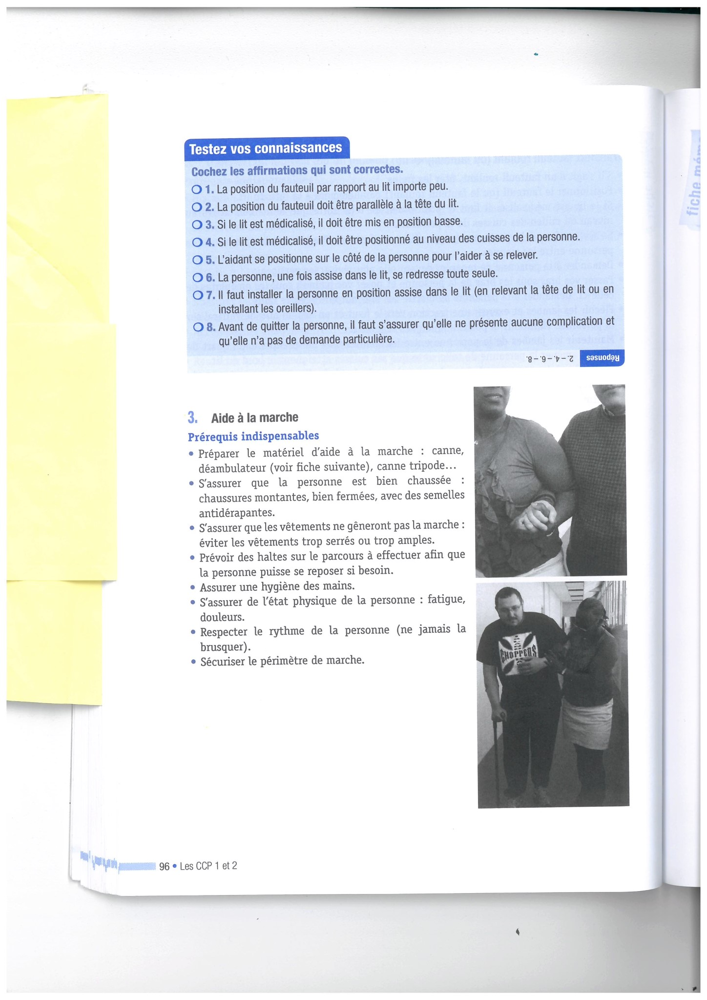 Testez vos connaissances
Cochez les affirmations qui sont correctes.
1. La position du fauteuil par rapport au lit importe peu.
2. La position du fauteuil doit être parallèle à la tête du lit.
3. Si le lit est médicalisé, il doit être mis en position basse.
4. Si le lit est médicalisé, il doit être positionné au niveau des cuisses de la personne.
5. L'aidant se positionne sur le côté de la personne pour l'aider à se relever.
6. La personne, une fois assise dans le lit, se redresse toute seule.
7. Il faut installer la personne en position assise dans le lit (en relevant la tête de lit ou en
installant les oreillers).
8. Avant de quitter la personne, il faut s'assurer qu'elle ne présente aucune complication et
qu'elle n'a pas de demande particulière.
Réponses 2. – 4. – 6. – 8.
3. Aide à la marche
Prérequis indispensables
• Préparer le matériel d'aide à la marche : canne,
déambulateur (voir fiche suivante), canne tripode…
• S'assurer que la personne est bien chaussée :
chaussures montantes, bien fermées, avec des semelles
antidérapantes.
• S'assurer que les vêtements ne gêneront pas la marche :
éviter les vêtements trop serrés ou trop amples.
• Prévoir des haltes sur le parcours à effectuer afin que
la personne puisse se reposer si besoin.
• Assurer une hygiène des mains.
• S'assurer de l'état physique de la personne : fatigue,
douleurs.
• Respecter le rythme de la personne (ne jamais la
brusquer).
• Sécuriser le périmètre de marche.
CHOPPERS
96 • Les CCP 1 et 2
fiche